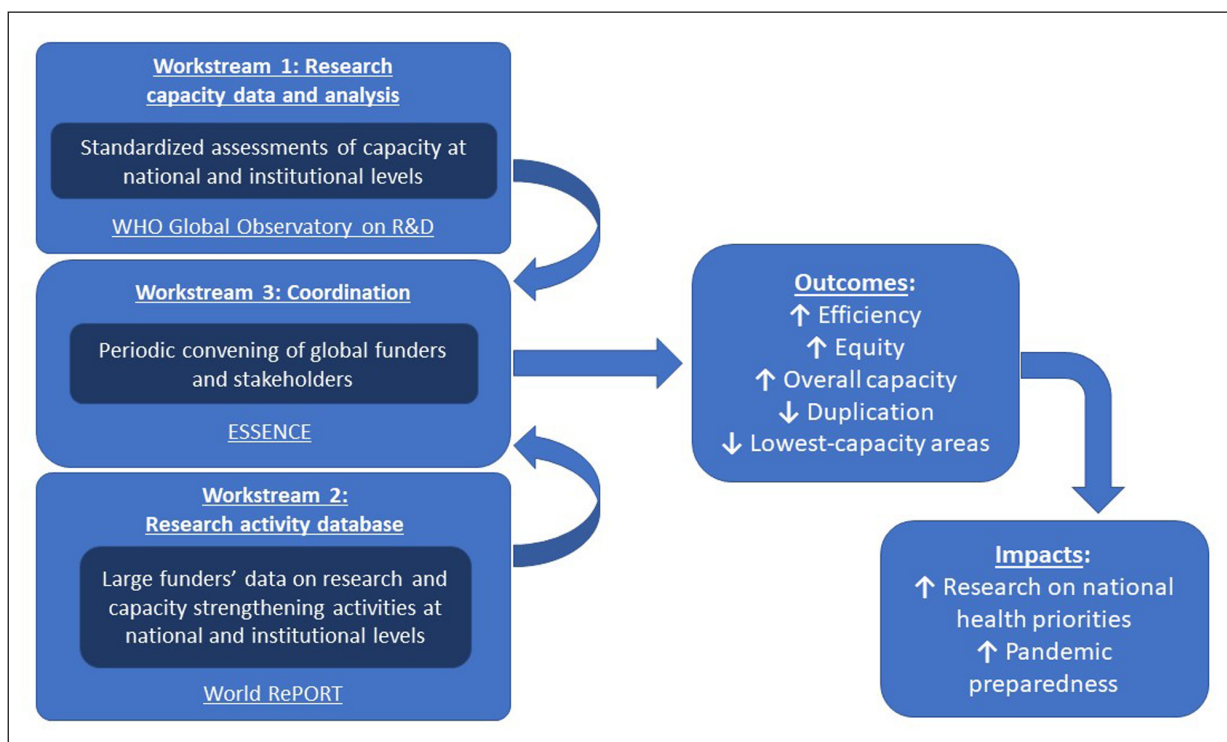 Workstream 1: Research
capacity data and analysis
Standardized assessments of capacity at
national and institutional levels
WHO Global Observatory on R&D
Workstream 3: Coordination
Periodic convening of global funders
and stakeholders
ESSENCE
Workstream 2:
Research activity database
Large funders’ data on research and
capacity strengthening activities at
national and institutional levels
World RePORT
Outcomes:
↑ Efficiency
↑ Equity
↑ Overall capacity
↓ Duplication
↓ Lowest-capacity areas
Impacts:
↑ Research on national
health priorities
↑ Pandemic
preparedness